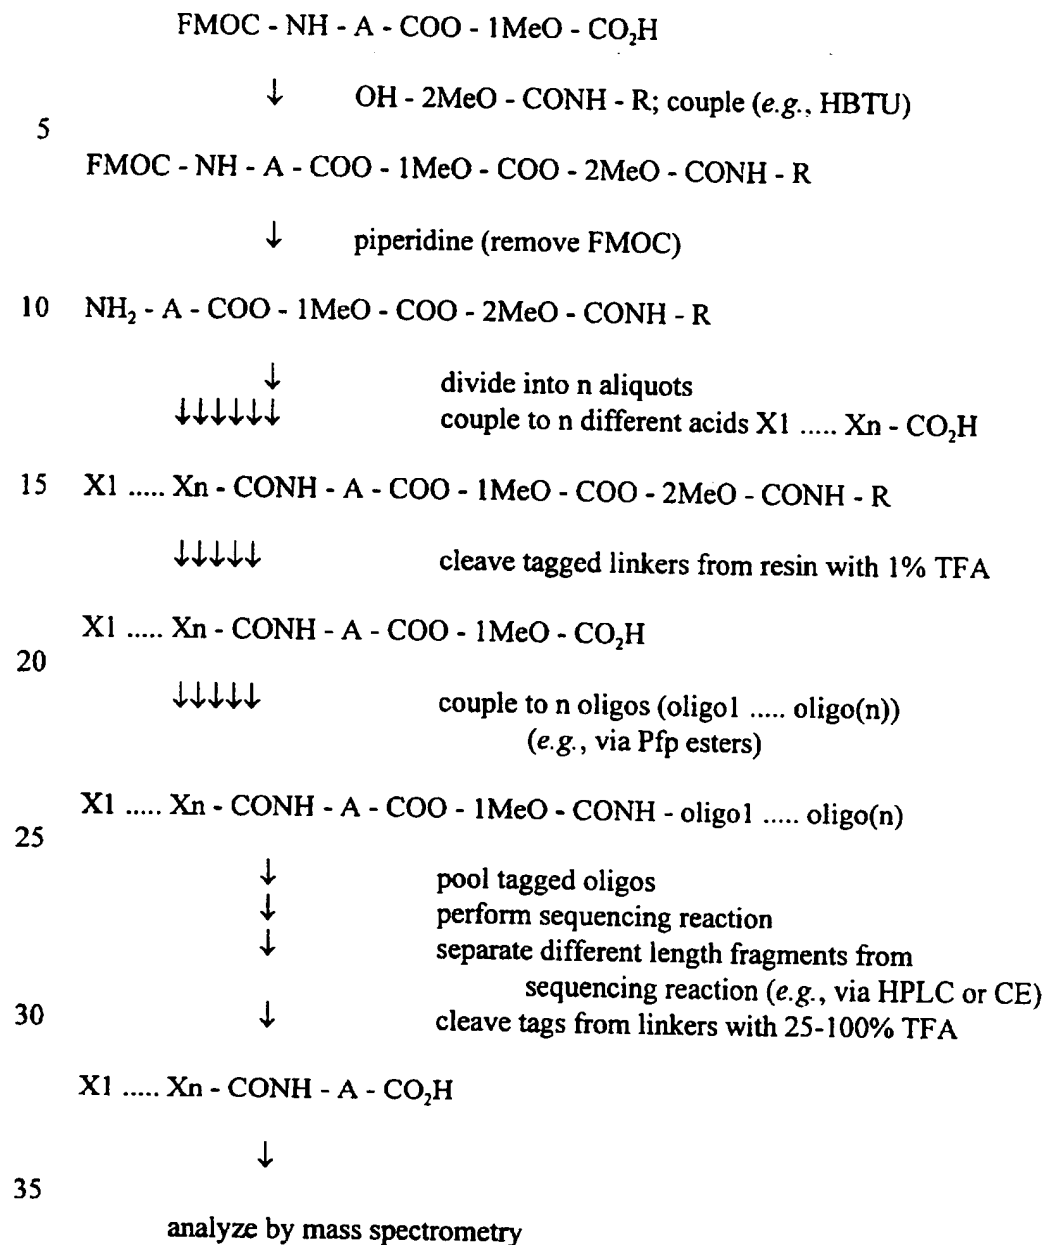 FMOC - NH - A - COO - 1MeO - CO₂H
↓ OH - 2MeO - CONH - R; couple (e.g., HBTU)
5
FMOC - NH - A - COO - 1MeO - COO - 2MeO - CONH - R
↓ piperidine (remove FMOC)
10 NH₂ - A - COO - 1MeO - COO - 2MeO - CONH - R
↓ divide into n aliquots
↓↓↓↓↓↓ couple to n different acids X1 ..... Xn - CO₂H
15 X1 ..... Xn - CONH - A - COO - 1MeO - COO - 2MeO - CONH - R
↓↓↓↓↓ cleave tagged linkers from resin with 1% TFA
X1 ..... Xn - CONH - A - COO - 1MeO - CO₂H
20
↓↓↓↓↓ couple to n oligos (oligo1 ..... oligo(n))
(e.g., via Pfp esters)
X1 ..... Xn - CONH - A - COO - 1MeO - CONH - oligo1 ..... oligo(n)
25
↓ pool tagged oligos
↓ perform sequencing reaction
↓ separate different length fragments from
sequencing reaction (e.g., via HPLC or CE)
30 ↓ cleave tags from linkers with 25-100% TFA
X1 ..... Xn - CONH - A - CO₂H
↓
35
analyze by mass spectrometry